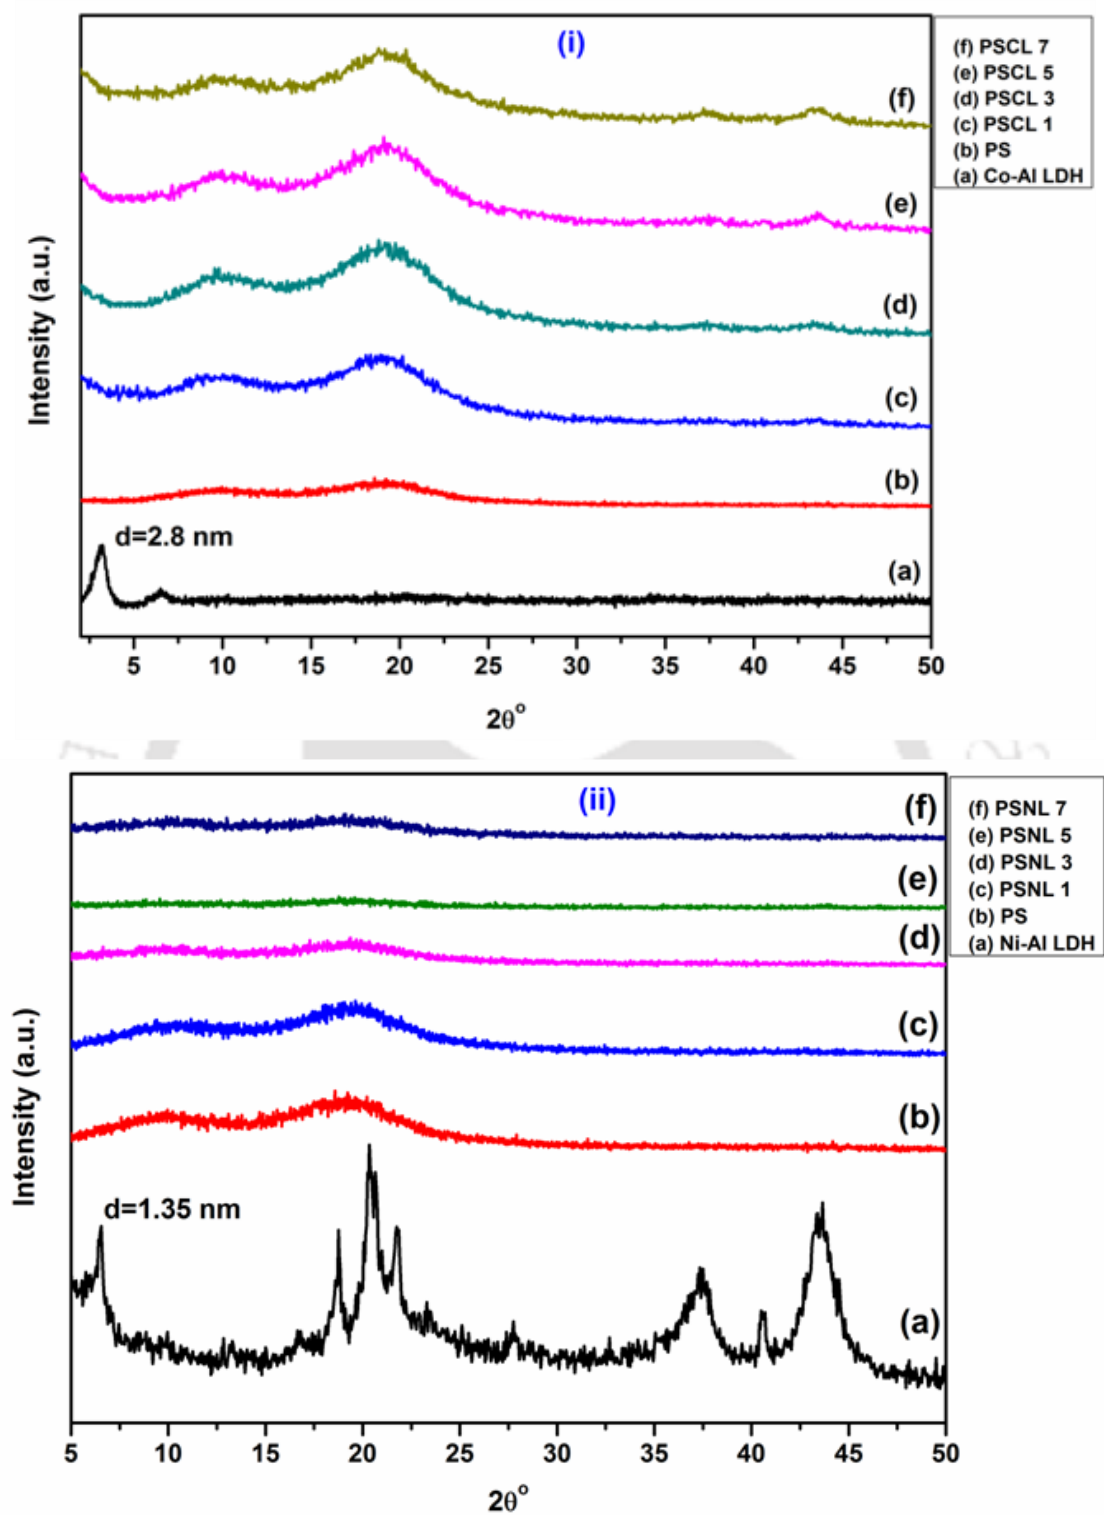 (i)
(f) PSCL 7
(e) PSCL 5
(d) PSCL 3
(c) PSCL 1
(b) PS
(a) Co-Al LDH
(f)
(e)
(d)
(c)
(b)
d=2.8 nm
(a)
Intensity (a.u.)
5 10 15 20 25 30 35 40 45 50
2θ°
(ii)
(f) PSNL 7
(e) PSNL 5
(d) PSNL 3
(c) PSNL 1
(b) PS
(a) Ni-Al LDH
(f)
(e)
(d)
(c)
(b)
d=1.35 nm
(a)
Intensity (a.u.)
5 10 15 20 25 30 35 40 45 50
2θ°